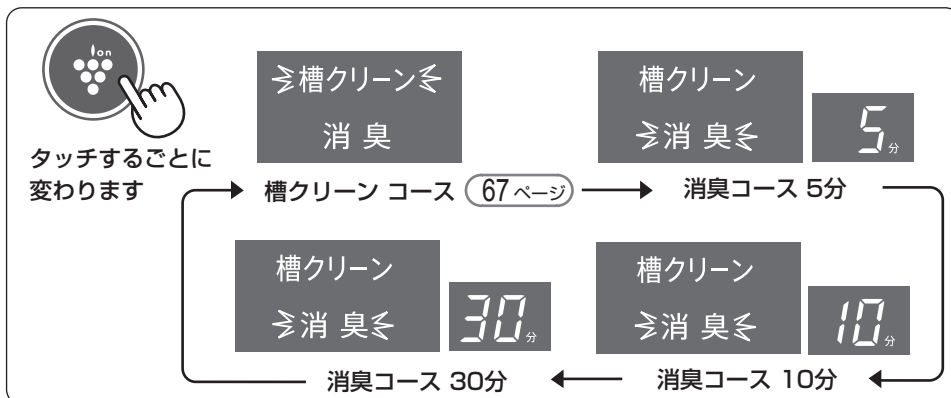 ion
タッチするごとに
変わります
槽クリーン
消 臭
槽クリーン コース 67ページ
槽クリーン
消 臭
5分
消臭コース 5分
槽クリーン
消 臭
10分
消臭コース 10分
槽クリーン
消 臭
30分
消臭コース 30分